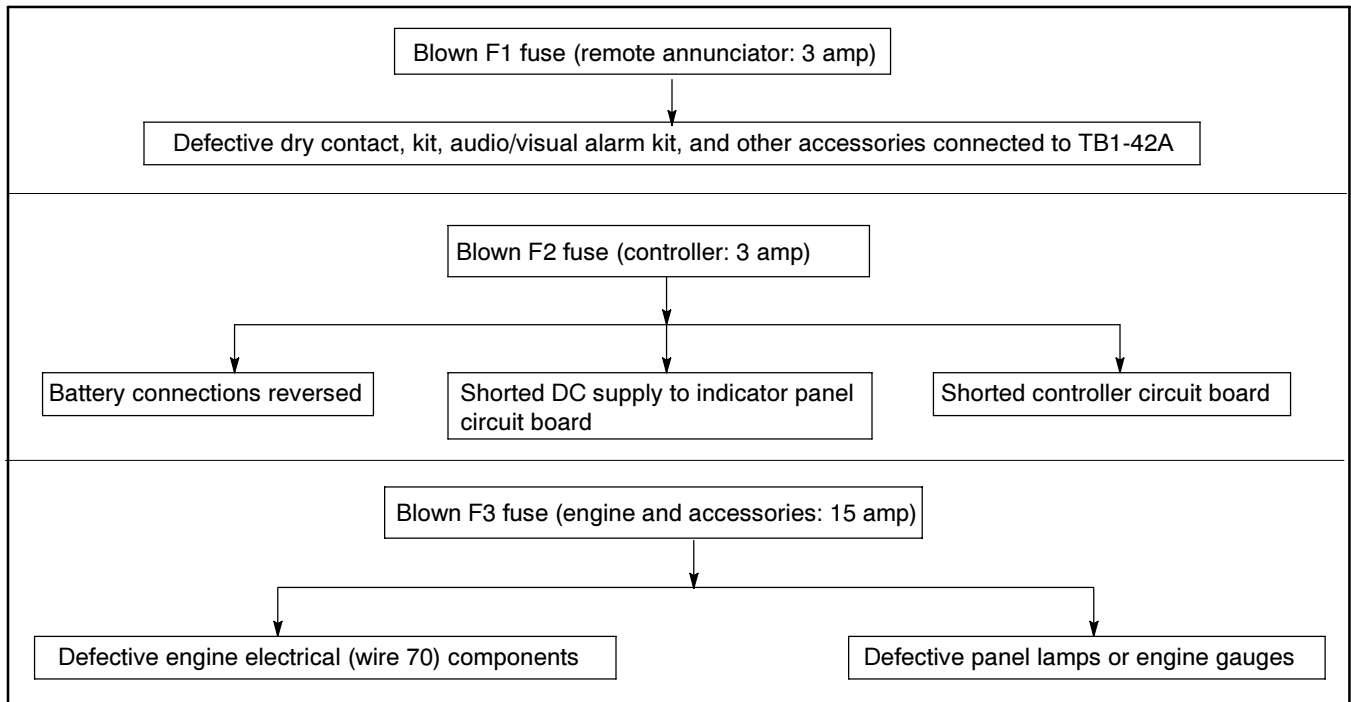 Blown F1 fuse (remote annunciator: 3 amp)
Defective dry contact, kit, audio/visual alarm kit, and other accessories connected to TB1-42A
Blown F2 fuse (controller: 3 amp)
Battery connections reversed
Shorted DC supply to indicator panel
circuit board
Shorted controller circuit board
Blown F3 fuse (engine and accessories: 15 amp)
Defective engine electrical (wire 70) components
Defective panel lamps or engine gauges